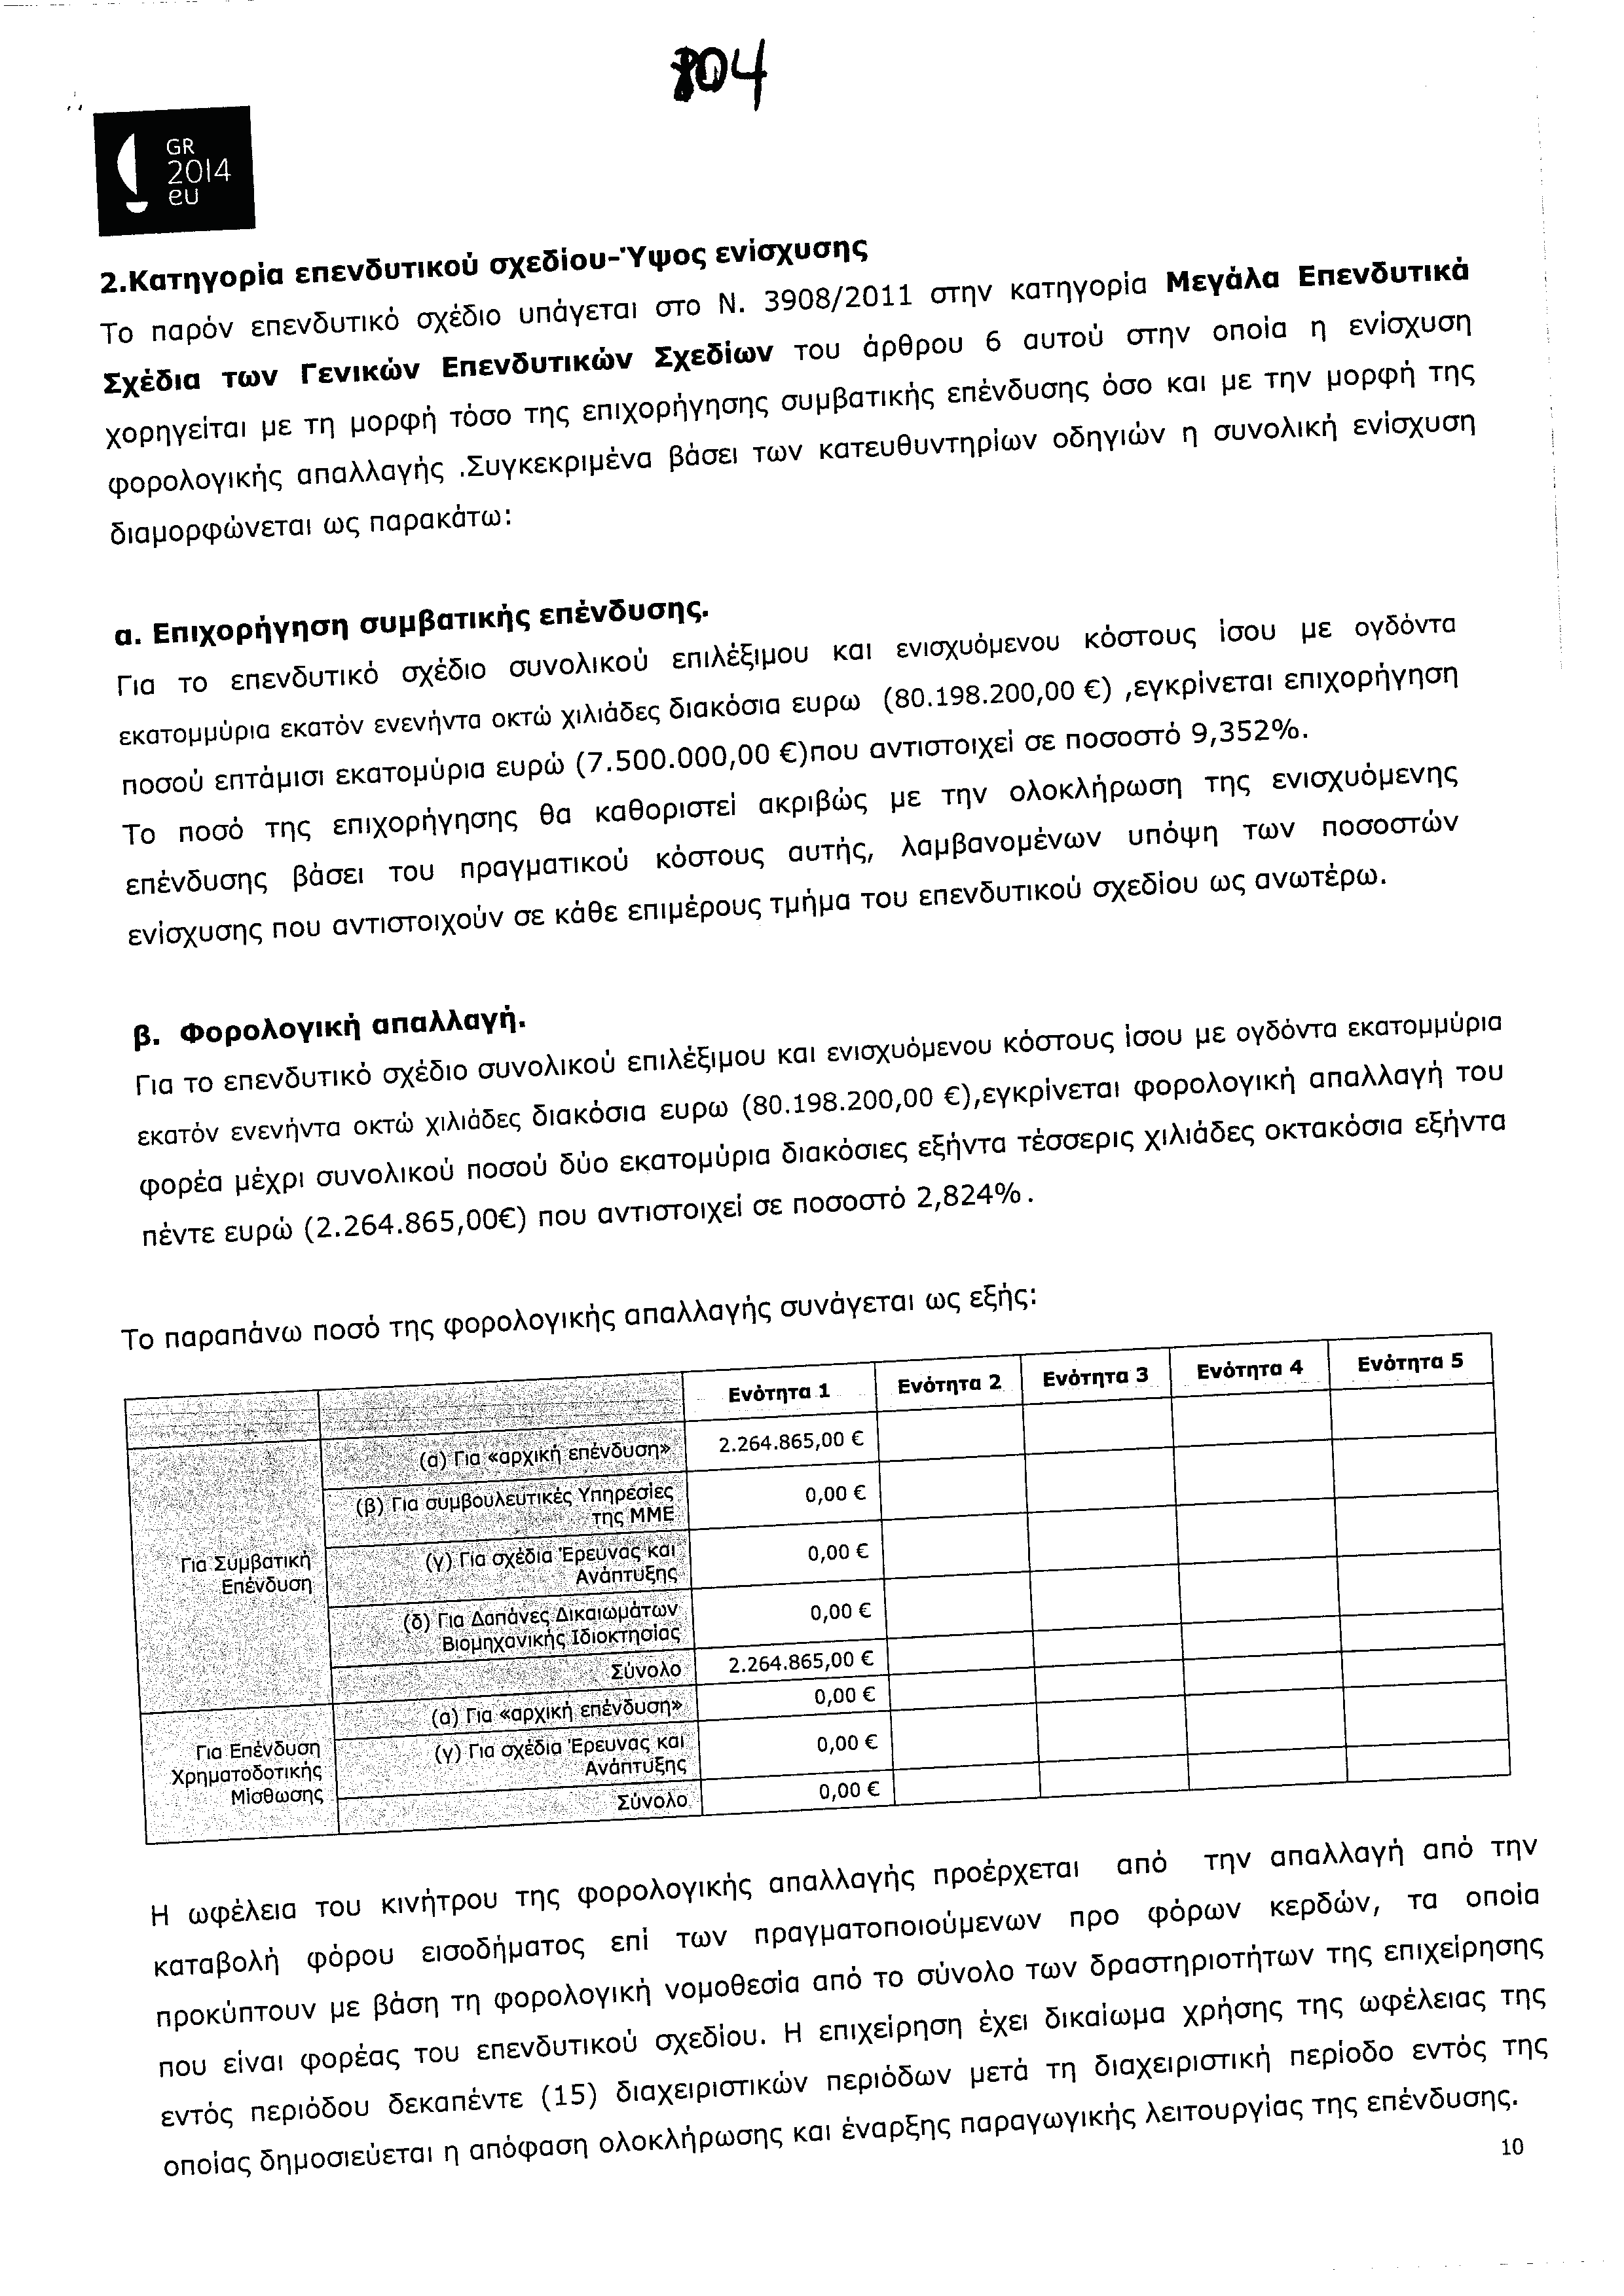 804
GR
2014
eu
2.Κατηγορία επενδυτικού σχεδίου-Ύψος ενίσχυσης
Το παρόν επενδυτικό σχέδιο υπάγεται στο Ν. 3908/2011 στην κατηγορία Μεγάλα Επενδυτικά
Σχέδια των Γενικών Επενδυτικών Σχεδίων του άρθρου 6 αυτού στην οποία η ενίσχυση
χορηγείται με τη μορφή τόσο της επιχορήγησης συμβατικής επένδυσης όσο και με την μορφή της
φορολογικής απαλλαγής .Συγκεκριμένα βάσει των κατευθυντηρίων οδηγιών η συνολική ενίσχυση
διαμορφώνεται ως παρακάτω:
α. Επιχορήγηση συμβατικής επένδυσης.
Για το επενδυτικό σχέδιο συνολικού επιλέξιμου και ενισχυόμενου κόστους ίσου με ογδόντα
εκατομμύρια εκατόν ενενήντα οκτώ χιλιάδες διακόσια ευρω (80.198.200,00 €) ,εγκρίνεται επιχορήγηση
ποσού επτάμισι εκατομύρια ευρώ (7.500.000,00 €)που αντιστοιχεί σε ποσοστό 9,352%.
Το ποσό της επιχορήγησης θα καθοριστεί ακριβώς με την ολοκλήρωση της ενισχυόμενης
επένδυσης βάσει του πραγματικού κόστους αυτής, λαμβανομένων υπόψη των ποσοστών
ενίσχυσης που αντιστοιχούν σε κάθε επιμέρους τμήμα του επενδυτικού σχεδίου ως ανωτέρω.
β. Φορολογική απαλλαγή.
Για το επενδυτικό σχέδιο συνολικού επιλέξιμου και ενισχυόμενου κόστους ίσου με ογδόντα εκατομμύρια
εκατόν ενενήντα οκτώ χιλιάδες διακόσια ευρω (80.198.200,00 €),εγκρίνεται φορολογική απαλλαγή του
φορέα μέχρι συνολικού ποσού δύο εκατομύρια διακόσιες εξήντα τέσσερις χιλιάδες οκτακόσια εξήντα
πέντε ευρώ (2.264.865,00€) που αντιστοιχεί σε ποσοστό 2,824%.
Το παραπάνω ποσό της φορολογικής απαλλαγής συνάγεται ως εξής:
Ενότητα 1 Ενότητα 2 Ενότητα 3 Ενότητα 4 Ενότητα 5
(α) Για «αρχική επένδυση» 2.264.865,00 €
(β) Για συμβουλευτικές Υπηρεσίες 0,00 €
της ΜΜΕ
Για Συμβατική
Επένδυση
(γ) Για σχέδια Έρευνας και 0,00 €
Ανάπτυξης
(δ) Για Δαπάνες Δικαιωμάτων 0,00 €
Βιομηχανικής Ιδιοκτησίας
Σύνολο 2.264.865,00 €
(α) Για «αρχική επένδυση» 0,00 €
Για Επένδυση
Χρηματοδοτικής
Μίσθωσης
(γ) Για σχέδια Έρευνας και 0,00 €
Ανάπτυξης
Σύνολο 0,00 €
Η ωφέλεια του κινήτρου της φορολογικής απαλλαγής προέρχεται από την απαλλαγή από την
καταβολή φόρου εισοδήματος επί των πραγματοποιούμενων προ φόρων κερδών, τα οποία
προκύπτουν με βάση τη φορολογική νομοθεσία από το σύνολο των δραστηριοτήτων της επιχείρησης
που είναι φορέας του επενδυτικού σχεδίου. Η επιχείρηση έχει δικαίωμα χρήσης της ωφέλειας της
εντός περιόδου δεκαπέντε (15) διαχειριστικών περιόδων μετά τη διαχειριστική περίοδο εντός της
οποίας δημοσιεύεται η απόφαση ολοκλήρωσης και έναρξης παραγωγικής λειτουργίας της επένδυσης.
10